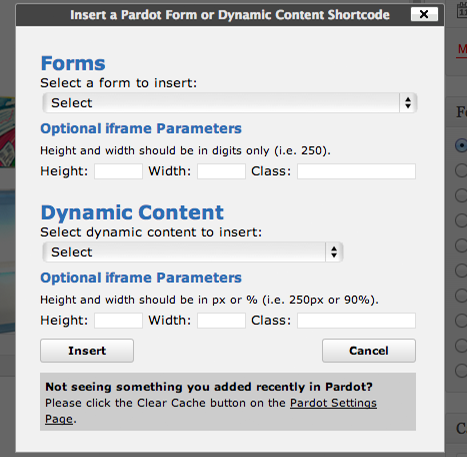 Insert a Pardot Form or Dynamic Content Shortcode
Forms
Select a form to insert:
Select
Optional iframe Parameters
Height and width should be in digits only (i.e. 250).
Height: Width: Class:
Dynamic Content
Select dynamic content to insert:
Select
Optional iframe Parameters
Height and width should be in px or % (i.e. 250px or 90%).
Height: Width: Class:
Insert Cancel
Not seeing something you added recently in Pardot?
Please click the Clear Cache button on the Pardot Settings
Page.